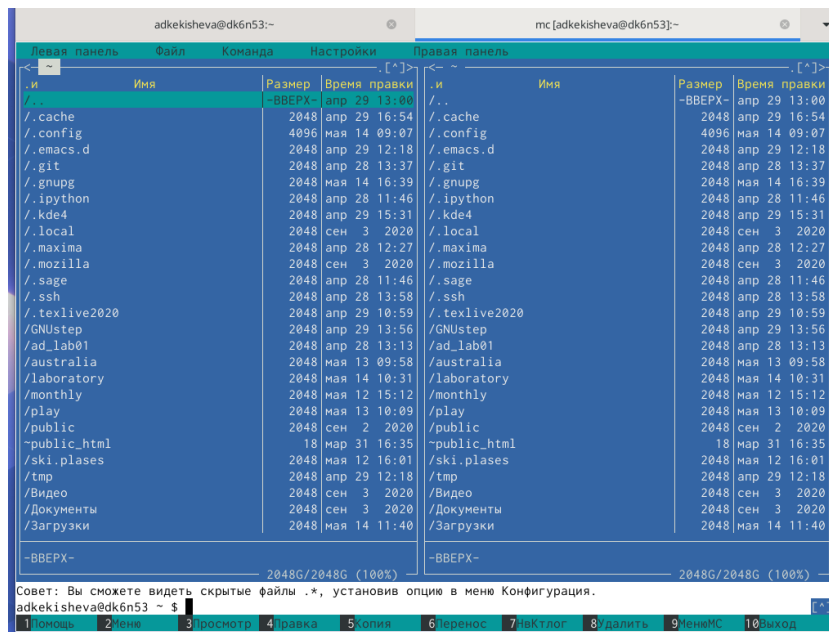 adkekisheva@dk6n53:~ mc [adkekisheva@dk6n53]:~
Левая панель Файл Команда Настройки Правая панель
<─ ~ .[^]> <─ ~ .[^]>
.и Имя Размер Время правки .и Имя Размер Время правки
/.. -ВВЕРХ- апр 29 13:00 /.. -ВВЕРХ- апр 29 13:00
/.cache 2048 апр 29 16:54 /.cache 2048 апр 29 16:54
/.config 4096 мая 14 09:07 /.config 4096 мая 14 09:07
/.emacs.d 2048 апр 29 12:18 /.emacs.d 2048 апр 29 12:18
/.git 2048 апр 28 13:37 /.git 2048 апр 28 13:37
/.gnupg 2048 мая 14 16:39 /.gnupg 2048 мая 14 16:39
/.ipython 2048 апр 28 11:46 /.ipython 2048 апр 28 11:46
/.kde4 2048 апр 29 15:31 /.kde4 2048 апр 29 15:31
/.local 2048 сен 3 2020 /.local 2048 сен 3 2020
/.maxima 2048 апр 28 12:27 /.maxima 2048 апр 28 12:27
/.mozilla 2048 сен 3 2020 /.mozilla 2048 сен 3 2020
/.sage 2048 апр 28 11:46 /.sage 2048 апр 28 11:46
/.ssh 2048 апр 28 13:58 /.ssh 2048 апр 28 13:58
/.texlive2020 2048 апр 29 10:59 /.texlive2020 2048 апр 29 10:59
/GNUstep 2048 апр 29 13:56 /GNUstep 2048 апр 29 13:56
/ad_lab01 2048 апр 28 13:13 /ad_lab01 2048 апр 28 13:13
/australia 2048 мая 13 09:58 /australia 2048 мая 13 09:58
/laboratory 2048 мая 14 10:31 /laboratory 2048 мая 14 10:31
/monthly 2048 мая 12 15:12 /monthly 2048 мая 12 15:12
/play 2048 мая 13 10:09 /play 2048 мая 13 10:09
/public 2048 сен 2 2020 /public 2048 сен 2 2020
~public_html 18 мар 31 16:35 ~public_html 18 мар 31 16:35
/ski.plases 2048 мая 12 16:01 /ski.plases 2048 мая 12 16:01
/tmp 2048 апр 29 12:18 /tmp 2048 апр 29 12:18
/Видео 2048 сен 3 2020 /Видео 2048 сен 3 2020
/Документы 2048 сен 3 2020 /Документы 2048 сен 3 2020
/Загрузки 2048 мая 14 11:40 /Загрузки 2048 мая 14 11:40
-ВВЕРХ- -ВВЕРХ-
2048G/2048G (100%) 2048G/2048G (100%)
Совет: Вы сможете видеть скрытые файлы .*, установив опцию в меню Конфигурация.
adkekisheva@dk6n53 ~ $ [^]
1Помощь 2Меню 3Просмотр 4Правка 5Копия 6Перенос 7НвКтлог 8Удалить 9МенюМС 10Выход